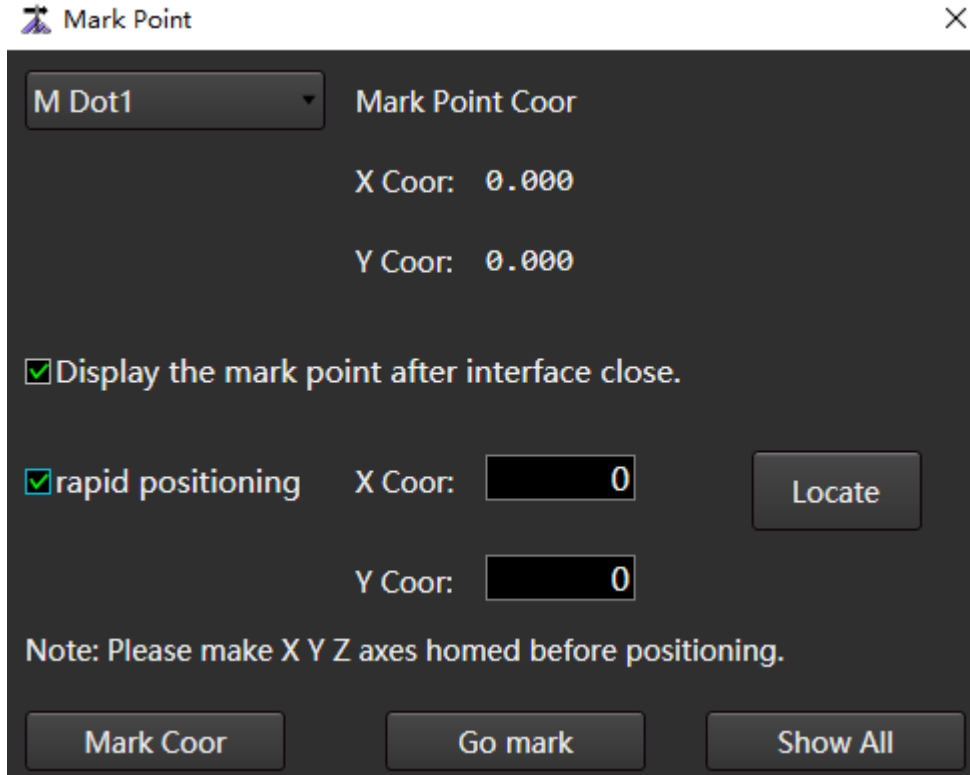 Mark Point
M Dot1 Mark Point Coor
X Coor: 0.000
Y Coor: 0.000
Display the mark point after interface close.
rapid positioning X Coor: 0 Locate
Y Coor: 0
Note: Please make X Y Z axes homed before positioning.
Mark Coor Go mark Show All